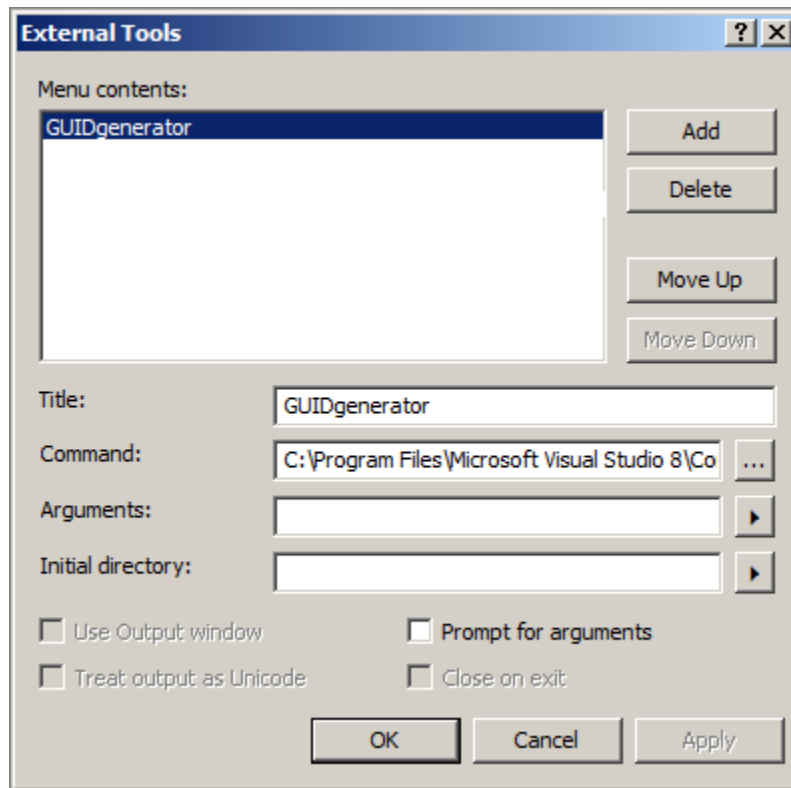 External Tools
Menu contents:
GUIDgenerator
Add
Delete
Move Up
Move Down
Title:
GUIDgenerator
Command:
C:\Program Files\Microsoft Visual Studio 8\Co
...
Arguments:
Initial directory:
Use Output window
Prompt for arguments
Treat output as Unicode
Close on exit
OK
Cancel
Apply